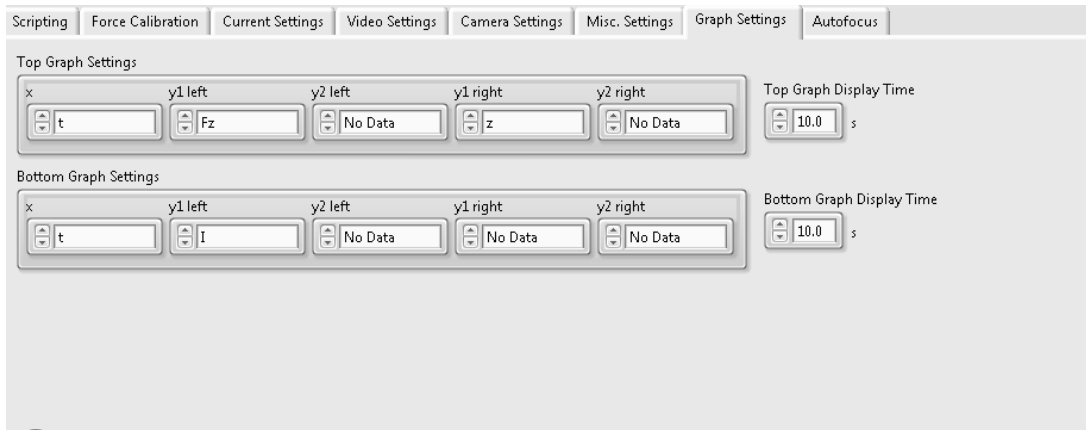 Scripting Force Calibration Current Settings Video Settings Camera Settings Misc. Settings Graph Settings Autofocus
Top Graph Settings
x y1 left y2 left y1 right y2 right
t Fz No Data z No Data
Top Graph Display Time
10.0 s
Bottom Graph Settings
x y1 left y2 left y1 right y2 right
t I No Data No Data No Data
Bottom Graph Display Time
10.0 s